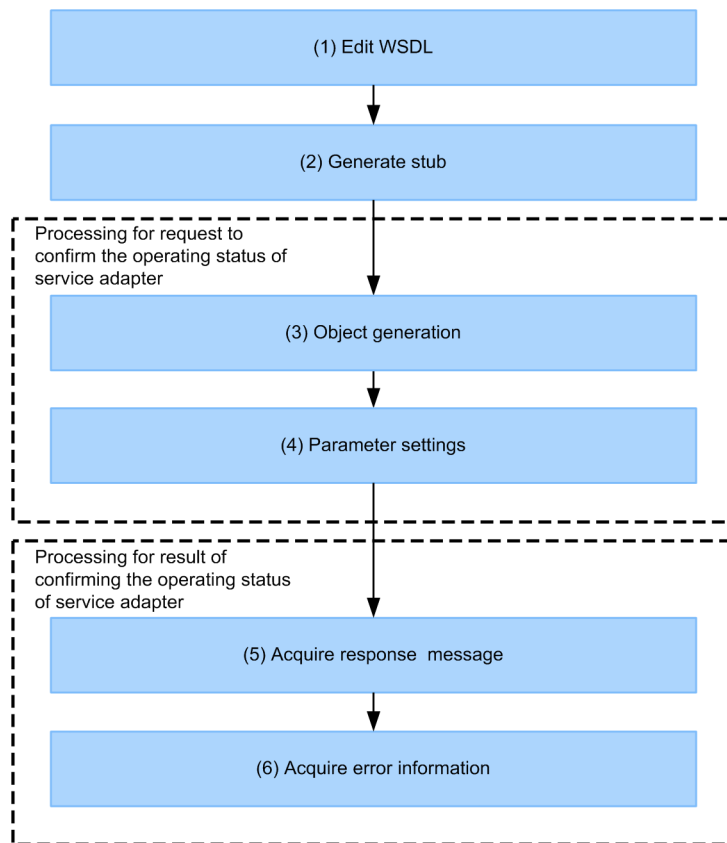 (1) Edit WSDL
(2) Generate stub
Processing for request to
confirm the operating status of
service adapter
(3) Object generation
(4) Parameter settings
Processing for result of
confirming the operating status
of service adapter
(5) Acquire response  message
(6) Acquire error information